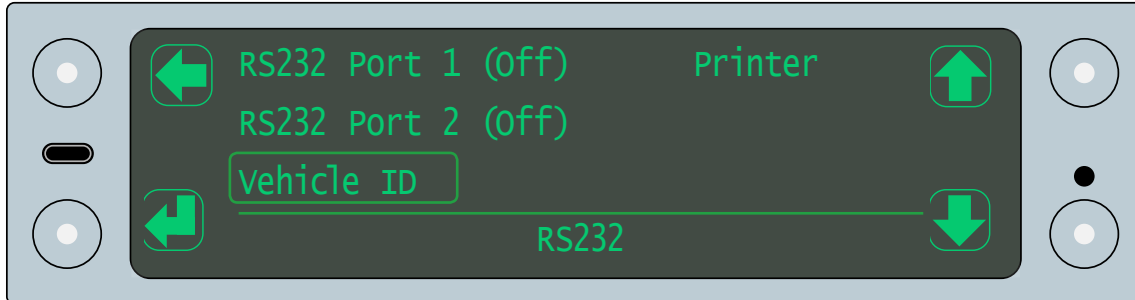 RS232 Port 1 (Off) Printer
RS232 Port 2 (Off)
Vehicle ID
RS232